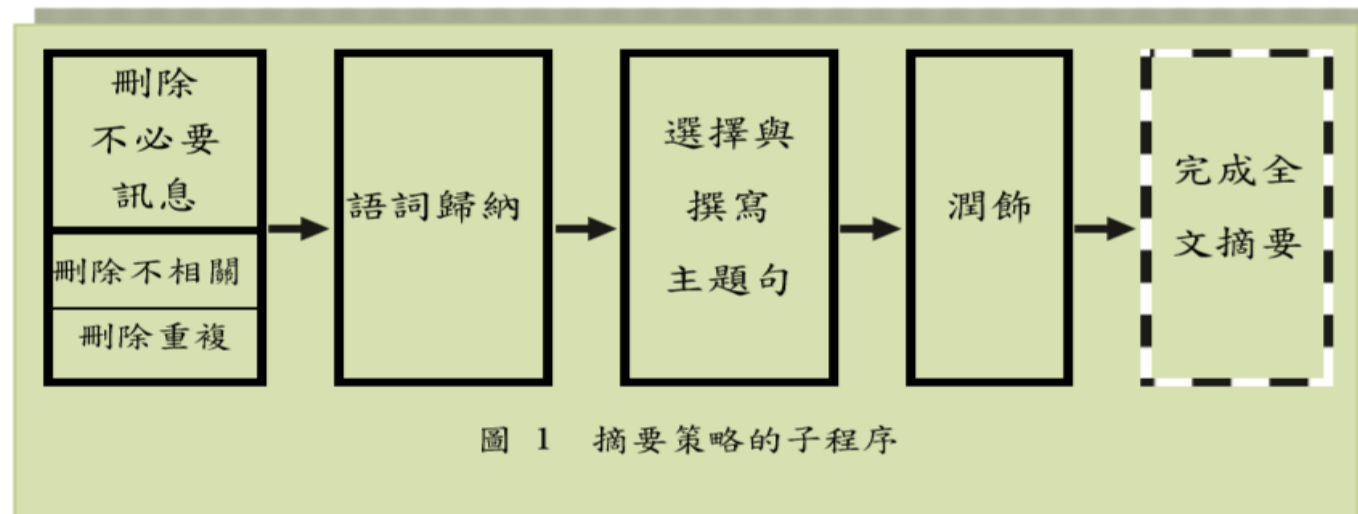 刪除
不必要
訊息
刪除不相關
刪除重複
語詞歸納
選擇與
撰寫
主題句
潤飾
完成全
文摘要
圖 1 摘要策略的子程序